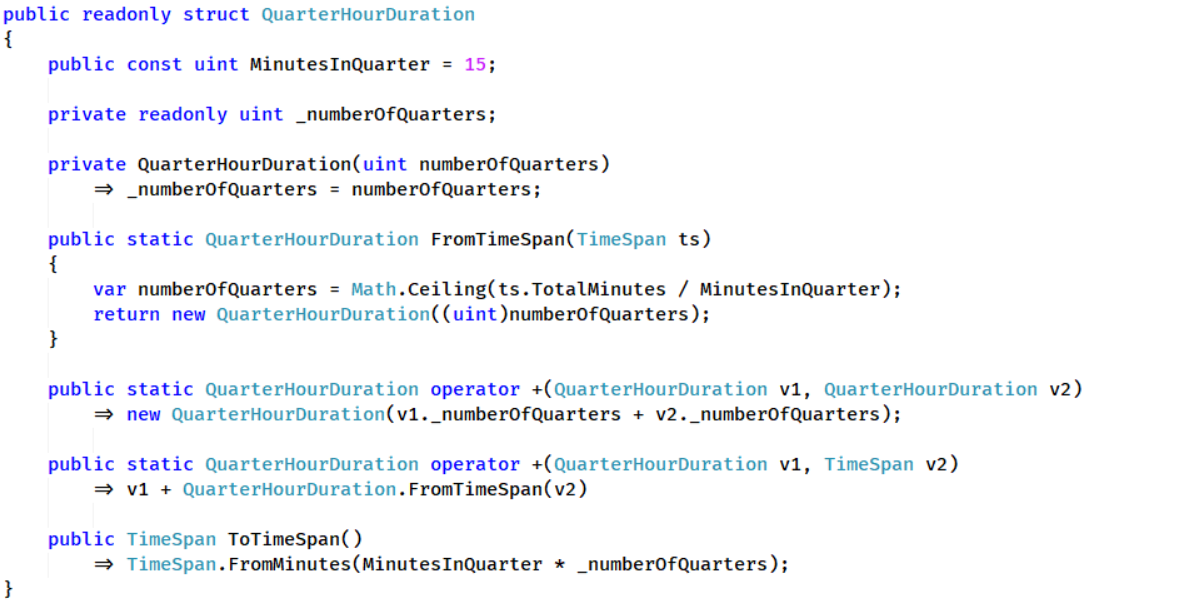 public readonly struct QuarterHourDuration
{
    public const uint MinutesInQuarter = 15;

    private readonly uint _numberOfQuarters;

    private QuarterHourDuration(uint numberOfQuarters)
        => _numberOfQuarters = numberOfQuarters;

    public static QuarterHourDuration FromTimeSpan(TimeSpan ts)
    {
        var numberOfQuarters = Math.Ceiling(ts.TotalMinutes / MinutesInQuarter);
        return new QuarterHourDuration((uint)numberOfQuarters);
    }

    public static QuarterHourDuration operator +(QuarterHourDuration v1, QuarterHourDuration v2)
        => new QuarterHourDuration(v1._numberOfQuarters + v2._numberOfQuarters);

    public static QuarterHourDuration operator +(QuarterHourDuration v1, TimeSpan v2)
        => v1 + QuarterHourDuration.FromTimeSpan(v2)

    public TimeSpan ToTimeSpan()
        => TimeSpan.FromMinutes(MinutesInQuarter * _numberOfQuarters);
}